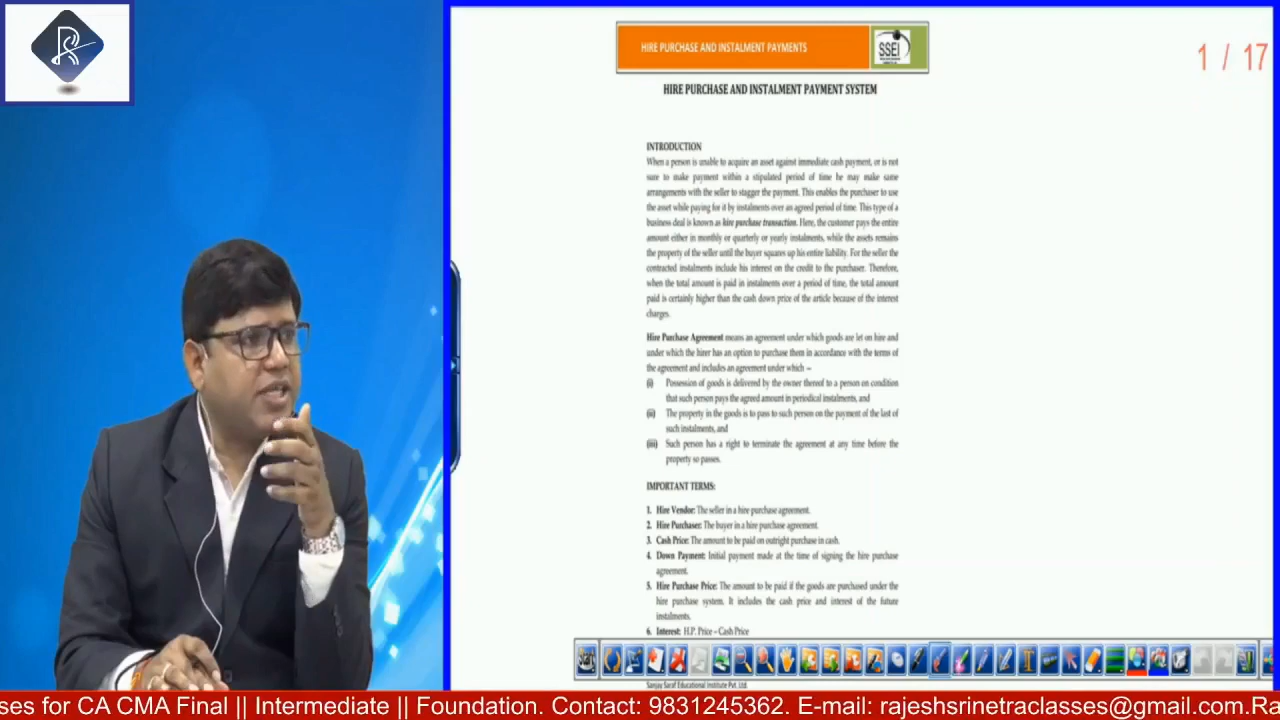 HIRE PURCHASE AND INSTALMENT PAYMENTS
SSEI
1 / 17
HIRE PURCHASE AND INSTALMENT PAYMENT SYSTEM
INTRODUCTION
When a person is unable to acquire an asset against immediate cash payment, or is not
sure to make payment within a stipulated period of time he may make same
arrangements with the seller to stagger the payment. This enables the purchaser to use
the asset while paying for it by instalments over an agreed period of time. This type of a
business deal is known as hire purchase transaction. Here, the customer pays the entire
amount either in monthly or quarterly or yearly instalments, while the assets remains
the property of the seller until the buyer squares up his entire liability. For the seller the
contracted instalments include his interest on the credit to the purchaser. Therefore,
when the total amount is paid in instalments over a period of time, the total amount
paid is certainly higher than the cash down price of the article because of the interest
charges.
Hire Purchase Agreement means an agreement under which goods are let on hire and
under which the hirer has an option to purchase them in accordance with the terms of
the agreement and includes an agreement under which –
(i) Possession of goods is delivered by the owner thereof to a person on condition
that such person pays the agreed amount in periodical instalments, and
(ii) The property in the goods is to pass to such person on the payment of the last of
such instalments, and
(iii) Such person has a right to terminate the agreement at any time before the
property so passes.
IMPORTANT TERMS:
1. Hire Vendor: The seller in a hire purchase agreement.
2. Hire Purchaser: The buyer in a hire purchase agreement.
3. Cash Price: The amount to be paid on outright purchase in cash.
4. Down Payment: Initial payment made at the time of signing the hire purchase
agreement.
5. Hire Purchase Price: The amount to be paid if the goods are purchased under the
hire purchase system. It includes the cash price and interest of the future
instalments.
6. Interest: H.P. Price – Cash Price
Start
Sanjay Saraf Educational Institute Pvt. Ltd.
ses for CA CMA Final || Intermediate || Foundation. Contact: 9831245362. E-mail: rajeshsrinetraclasses@gmail.com.Ra